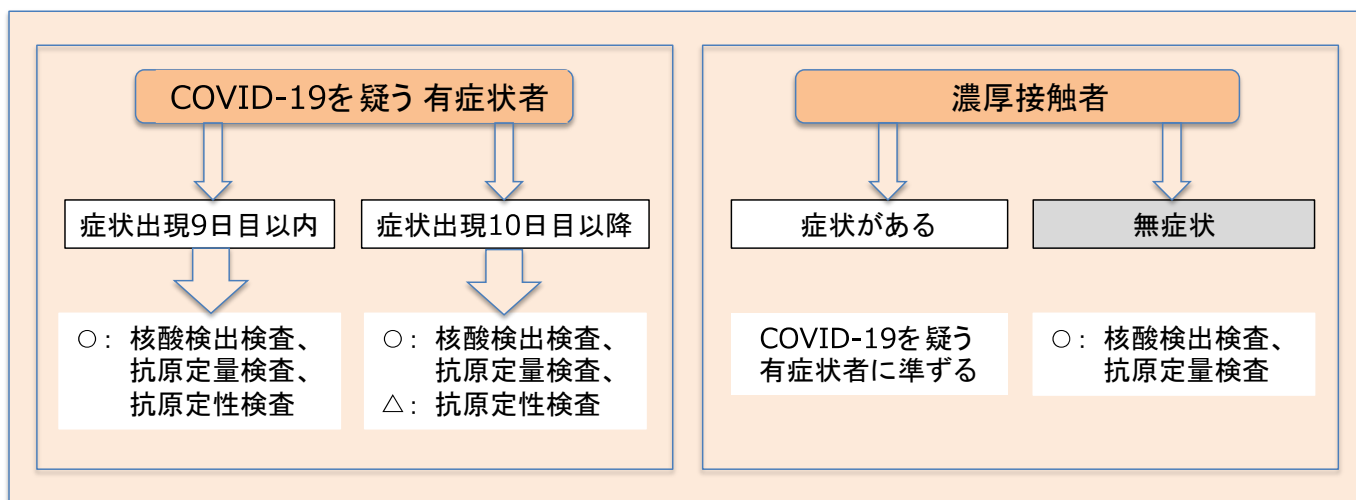 COVID-19を疑う有症状者
症状出現9日目以内
症状出現10日目以降
○： 核酸検出検査、
抗原定量検査、
抗原定性検査
○： 核酸検出検査、
抗原定量検査、
△： 抗原定性検査
濃厚接触者
症状がある
無症状
COVID-19を疑う
有症状者に準ずる
○： 核酸検出検査、
抗原定量検査